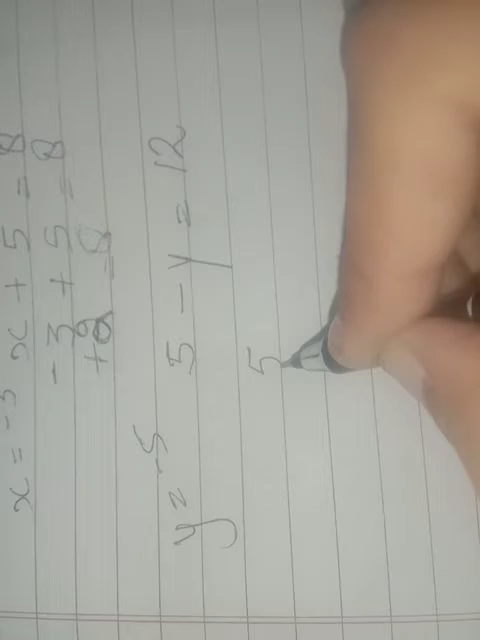 x = -3 x + 5 = 8
-3 + 5 = 8
y = -5 5 - y = 12
5